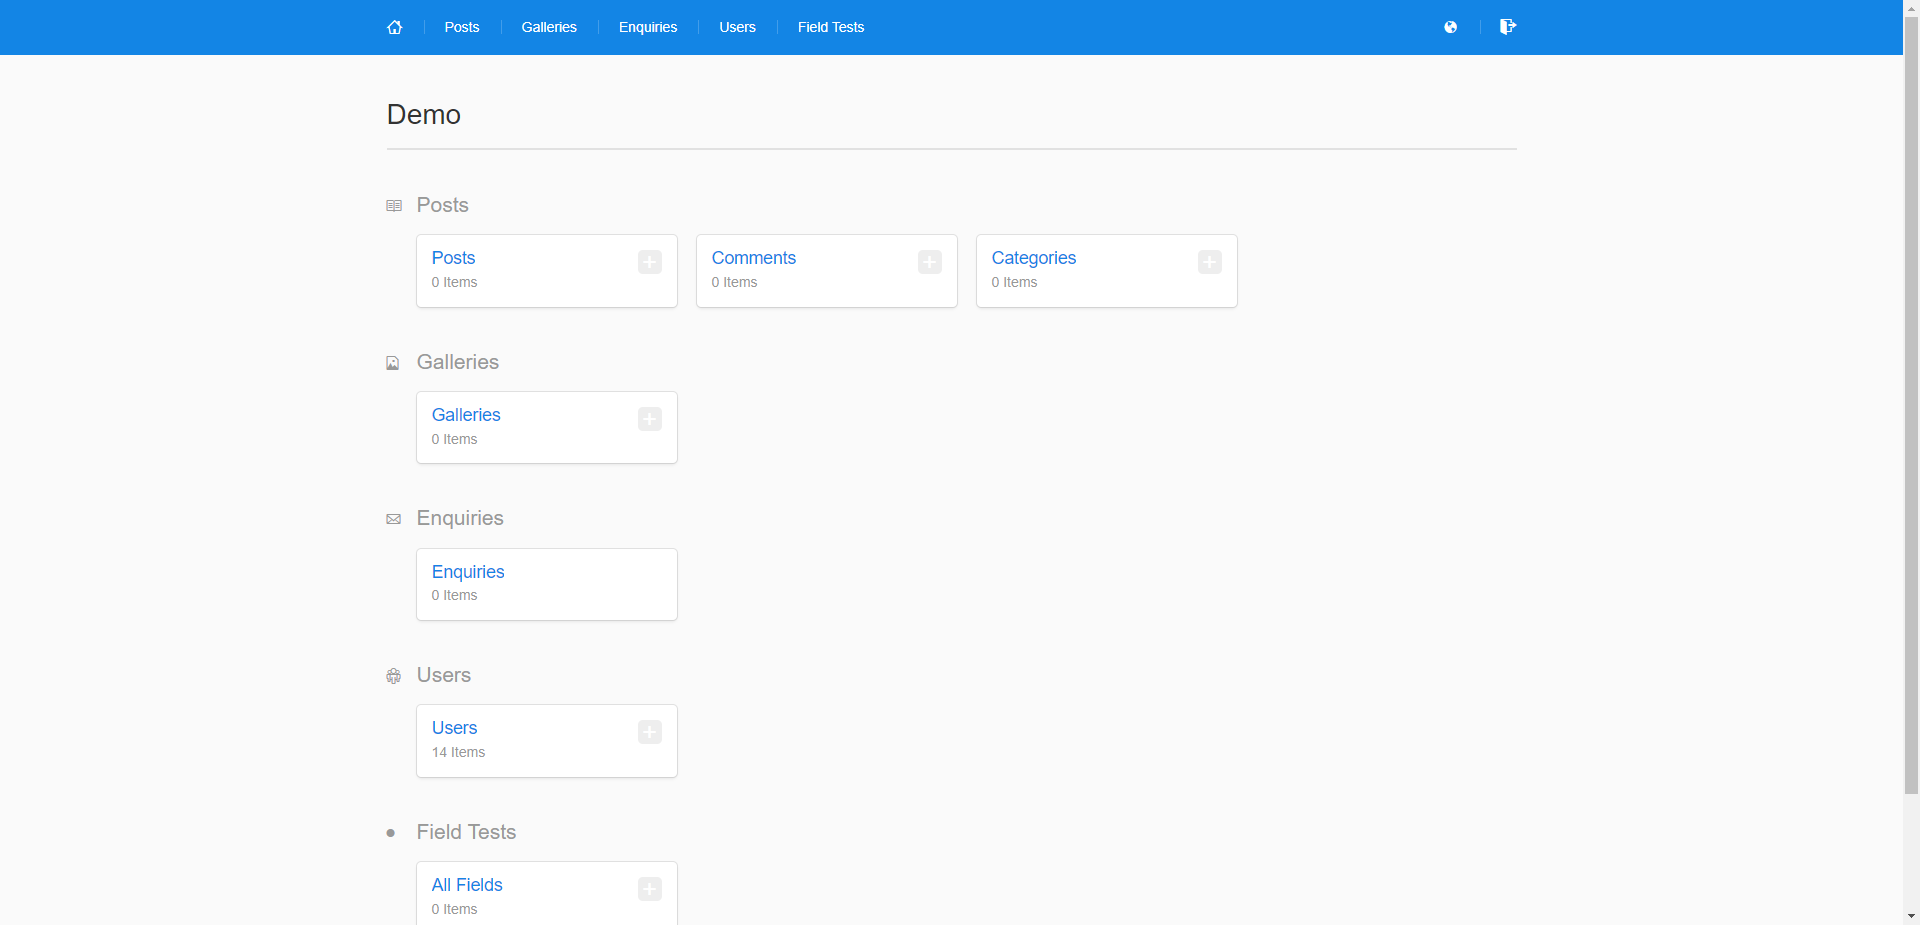 Posts Galleries Enquiries Users Field Tests
Demo
Posts
Posts Comments Categories
0 Items 0 Items 0 Items
Galleries
Galleries
0 Items
Enquiries
Enquiries
0 Items
Users
Users
14 Items
Field Tests
All Fields
0 Items